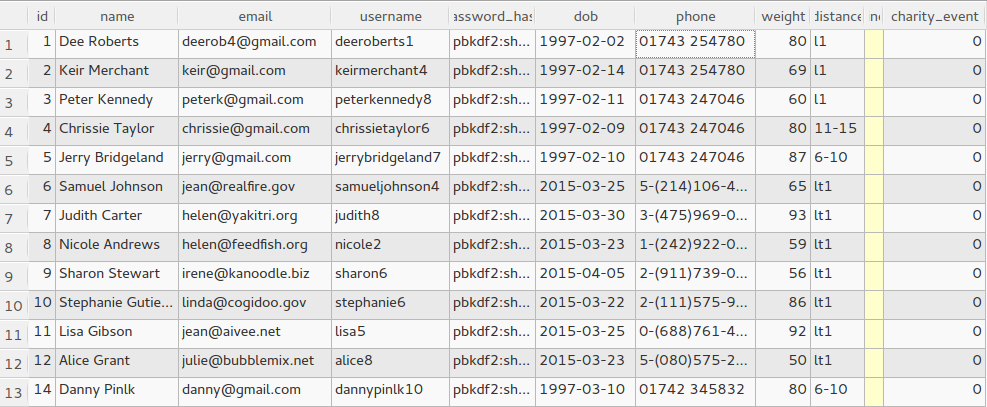 id name email username assword_has dob phone weight distance charity_event
1 1 Dee Roberts deerob4@gmail.com deeroberts1 pbkdf2:sh... 1997-02-02 01743 254780 80 l1 0
2 2 Keir Merchant keir@gmail.com keirmerchant4 pbkdf2:sh... 1997-02-14 01743 254780 69 l1 0
3 3 Peter Kennedy peterk@gmail.com peterkennedy8 pbkdf2:sh... 1997-02-11 01743 247046 60 l1 0
4 4 Chrissie Taylor chrissie@gmail.com chrissietaylor6 pbkdf2:sh... 1997-02-09 01743 247046 80 11-15 0
5 5 Jerry Bridgeland jerry@gmail.com jerrybridgeland7 pbkdf2:sh... 1997-02-10 01743 247046 87 6-10 0
6 6 Samuel Johnson jean@realfire.gov samueljohnson4 pbkdf2:sh... 2015-03-25 5-(214)106-4... 65 lt1 0
7 7 Judith Carter helen@yakitri.org judith8 pbkdf2:sh... 2015-03-30 3-(475)969-0... 93 lt1 0
8 8 Nicole Andrews helen@feedfish.org nicole2 pbkdf2:sh... 2015-03-23 1-(242)922-0... 59 lt1 0
9 9 Sharon Stewart irene@kanoodle.biz sharon6 pbkdf2:sh... 2015-04-05 2-(911)739-0... 56 lt1 0
10 10 Stephanie Gutie... linda@cogidoo.gov stephanie6 pbkdf2:sh... 2015-03-22 2-(111)575-9... 86 lt1 0
11 11 Lisa Gibson jean@aivee.net lisa5 pbkdf2:sh... 2015-03-25 0-(688)761-4... 92 lt1 0
12 12 Alice Grant julie@bubblemix.net alice8 pbkdf2:sh... 2015-03-23 5-(080)575-2... 50 lt1 0
13 14 Danny Pinlk danny@gmail.com dannypinlk10 pbkdf2:sh... 1997-03-10 01742 345832 80 6-10 0